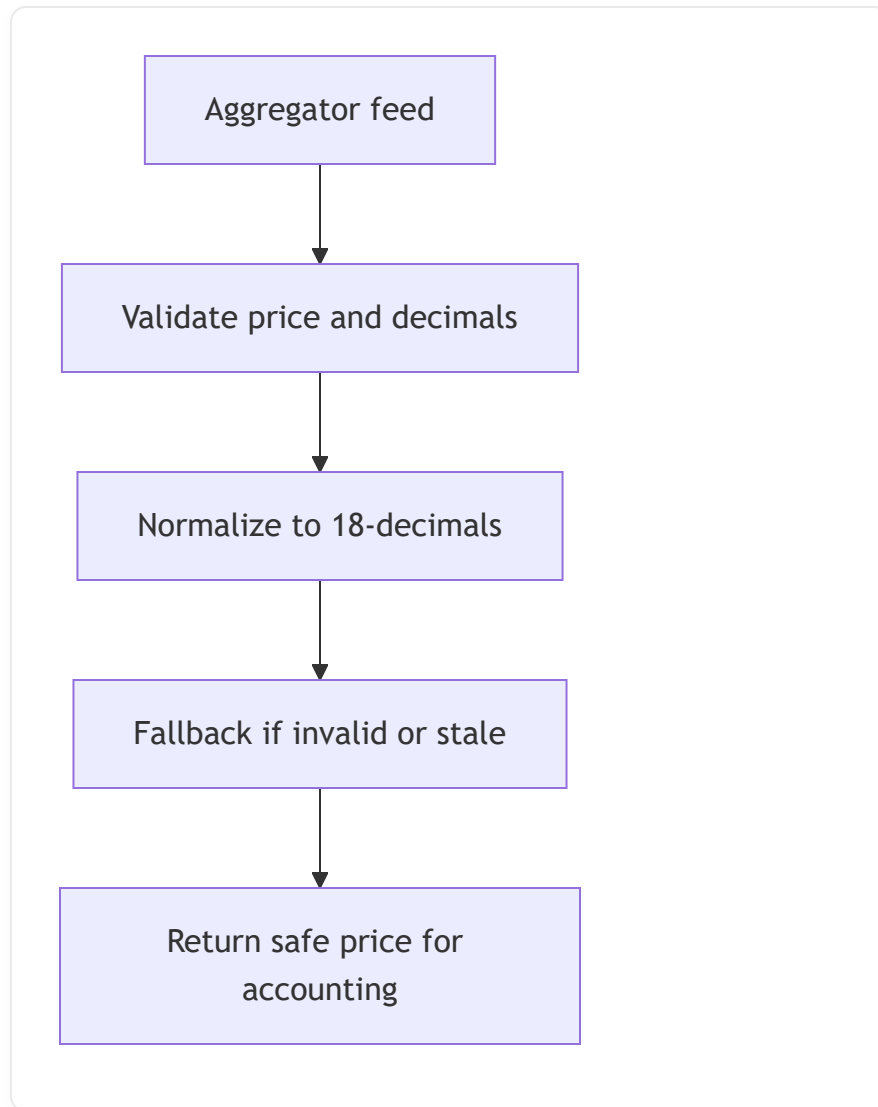 Aggregator feed
Validate price and decimals
Normalize to 18-decimals
Fallback if invalid or stale
Return safe price for
accounting